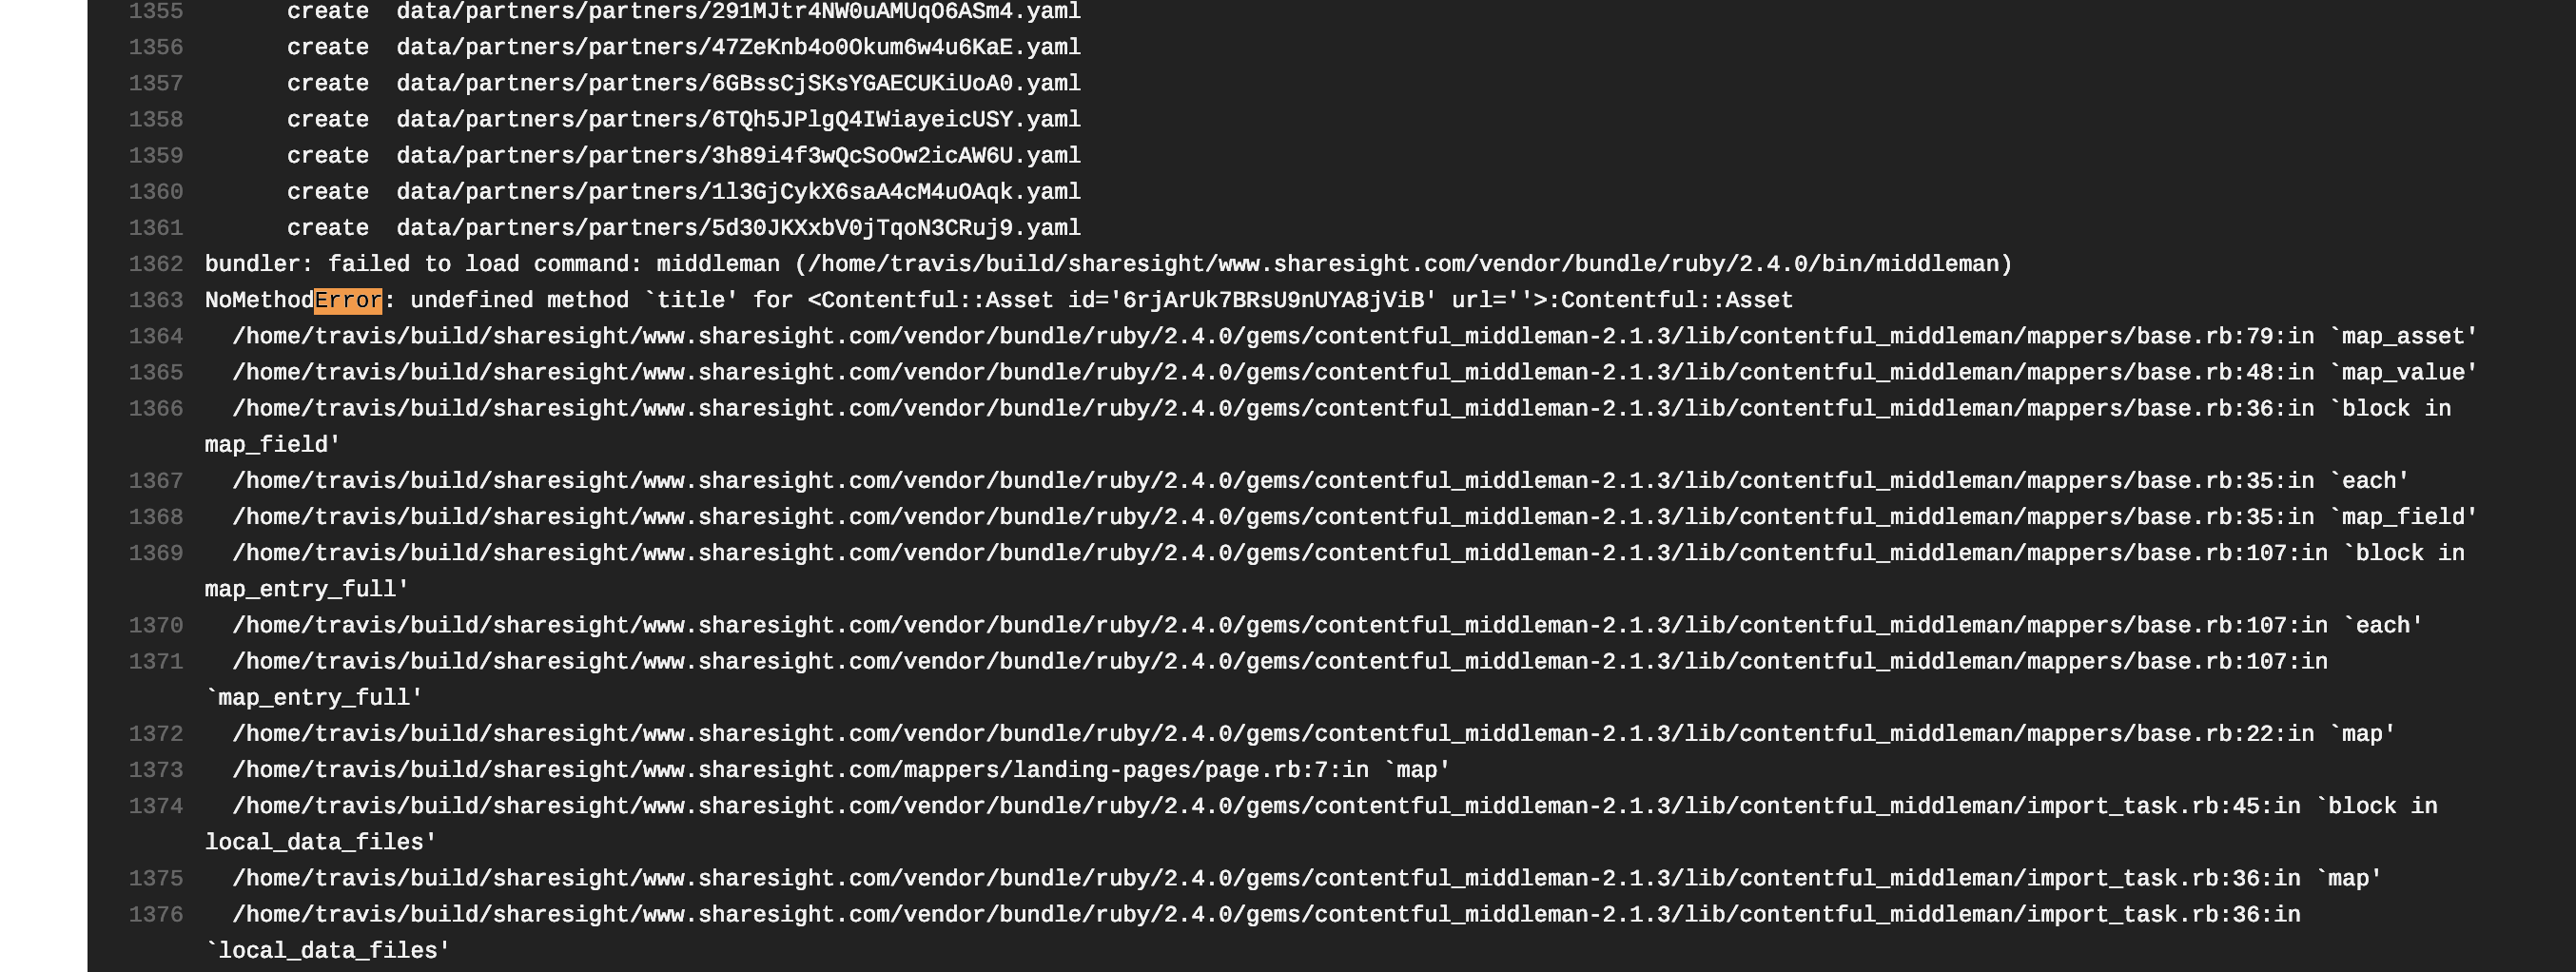 1355 create data/partners/partners/291MJtr4NW0uAMUqO6ASm4.yaml
1356 create data/partners/partners/47ZeKnb4o0Okum6w4u6KaE.yaml
1357 create data/partners/partners/6GBssCjSKsYGAECUKiUoA0.yaml
1358 create data/partners/partners/6TQh5JPlgQ4IWiayeicUSY.yaml
1359 create data/partners/partners/3h89i4f3wQcSoOw2icAW6U.yaml
1360 create data/partners/partners/1l3GjCykX6saA4cM4uOAqk.yaml
1361 create data/partners/partners/5d30JKXxbV0jTqoN3CRuj9.yaml
1362 bundler: failed to load command: middleman (/home/travis/build/sharesight/www.sharesight.com/vendor/bundle/ruby/2.4.0/bin/middleman)
1363 NoMethodError: undefined method `title' for <Contentful::Asset id='6rjArUk7BRsU9nUYA8jViB' url=''>:Contentful::Asset
1364 /home/travis/build/sharesight/www.sharesight.com/vendor/bundle/ruby/2.4.0/gems/contentful_middleman-2.1.3/lib/contentful_middleman/mappers/base.rb:79:in `map_asset'
1365 /home/travis/build/sharesight/www.sharesight.com/vendor/bundle/ruby/2.4.0/gems/contentful_middleman-2.1.3/lib/contentful_middleman/mappers/base.rb:48:in `map_value'
1366 /home/travis/build/sharesight/www.sharesight.com/vendor/bundle/ruby/2.4.0/gems/contentful_middleman-2.1.3/lib/contentful_middleman/mappers/base.rb:36:in `block in
map_field'
1367 /home/travis/build/sharesight/www.sharesight.com/vendor/bundle/ruby/2.4.0/gems/contentful_middleman-2.1.3/lib/contentful_middleman/mappers/base.rb:35:in `each'
1368 /home/travis/build/sharesight/www.sharesight.com/vendor/bundle/ruby/2.4.0/gems/contentful_middleman-2.1.3/lib/contentful_middleman/mappers/base.rb:35:in `map_field'
1369 /home/travis/build/sharesight/www.sharesight.com/vendor/bundle/ruby/2.4.0/gems/contentful_middleman-2.1.3/lib/contentful_middleman/mappers/base.rb:107:in `block in
map_entry_full'
1370 /home/travis/build/sharesight/www.sharesight.com/vendor/bundle/ruby/2.4.0/gems/contentful_middleman-2.1.3/lib/contentful_middleman/mappers/base.rb:107:in `each'
1371 /home/travis/build/sharesight/www.sharesight.com/vendor/bundle/ruby/2.4.0/gems/contentful_middleman-2.1.3/lib/contentful_middleman/mappers/base.rb:107:in
`map_entry_full'
1372 /home/travis/build/sharesight/www.sharesight.com/vendor/bundle/ruby/2.4.0/gems/contentful_middleman-2.1.3/lib/contentful_middleman/mappers/base.rb:22:in `map'
1373 /home/travis/build/sharesight/www.sharesight.com/mappers/landing-pages/page.rb:7:in `map'
1374 /home/travis/build/sharesight/www.sharesight.com/vendor/bundle/ruby/2.4.0/gems/contentful_middleman-2.1.3/lib/contentful_middleman/import_task.rb:45:in `block in
local_data_files'
1375 /home/travis/build/sharesight/www.sharesight.com/vendor/bundle/ruby/2.4.0/gems/contentful_middleman-2.1.3/lib/contentful_middleman/import_task.rb:36:in `map'
1376 /home/travis/build/sharesight/www.sharesight.com/vendor/bundle/ruby/2.4.0/gems/contentful_middleman-2.1.3/lib/contentful_middleman/import_task.rb:36:in
`local_data_files'